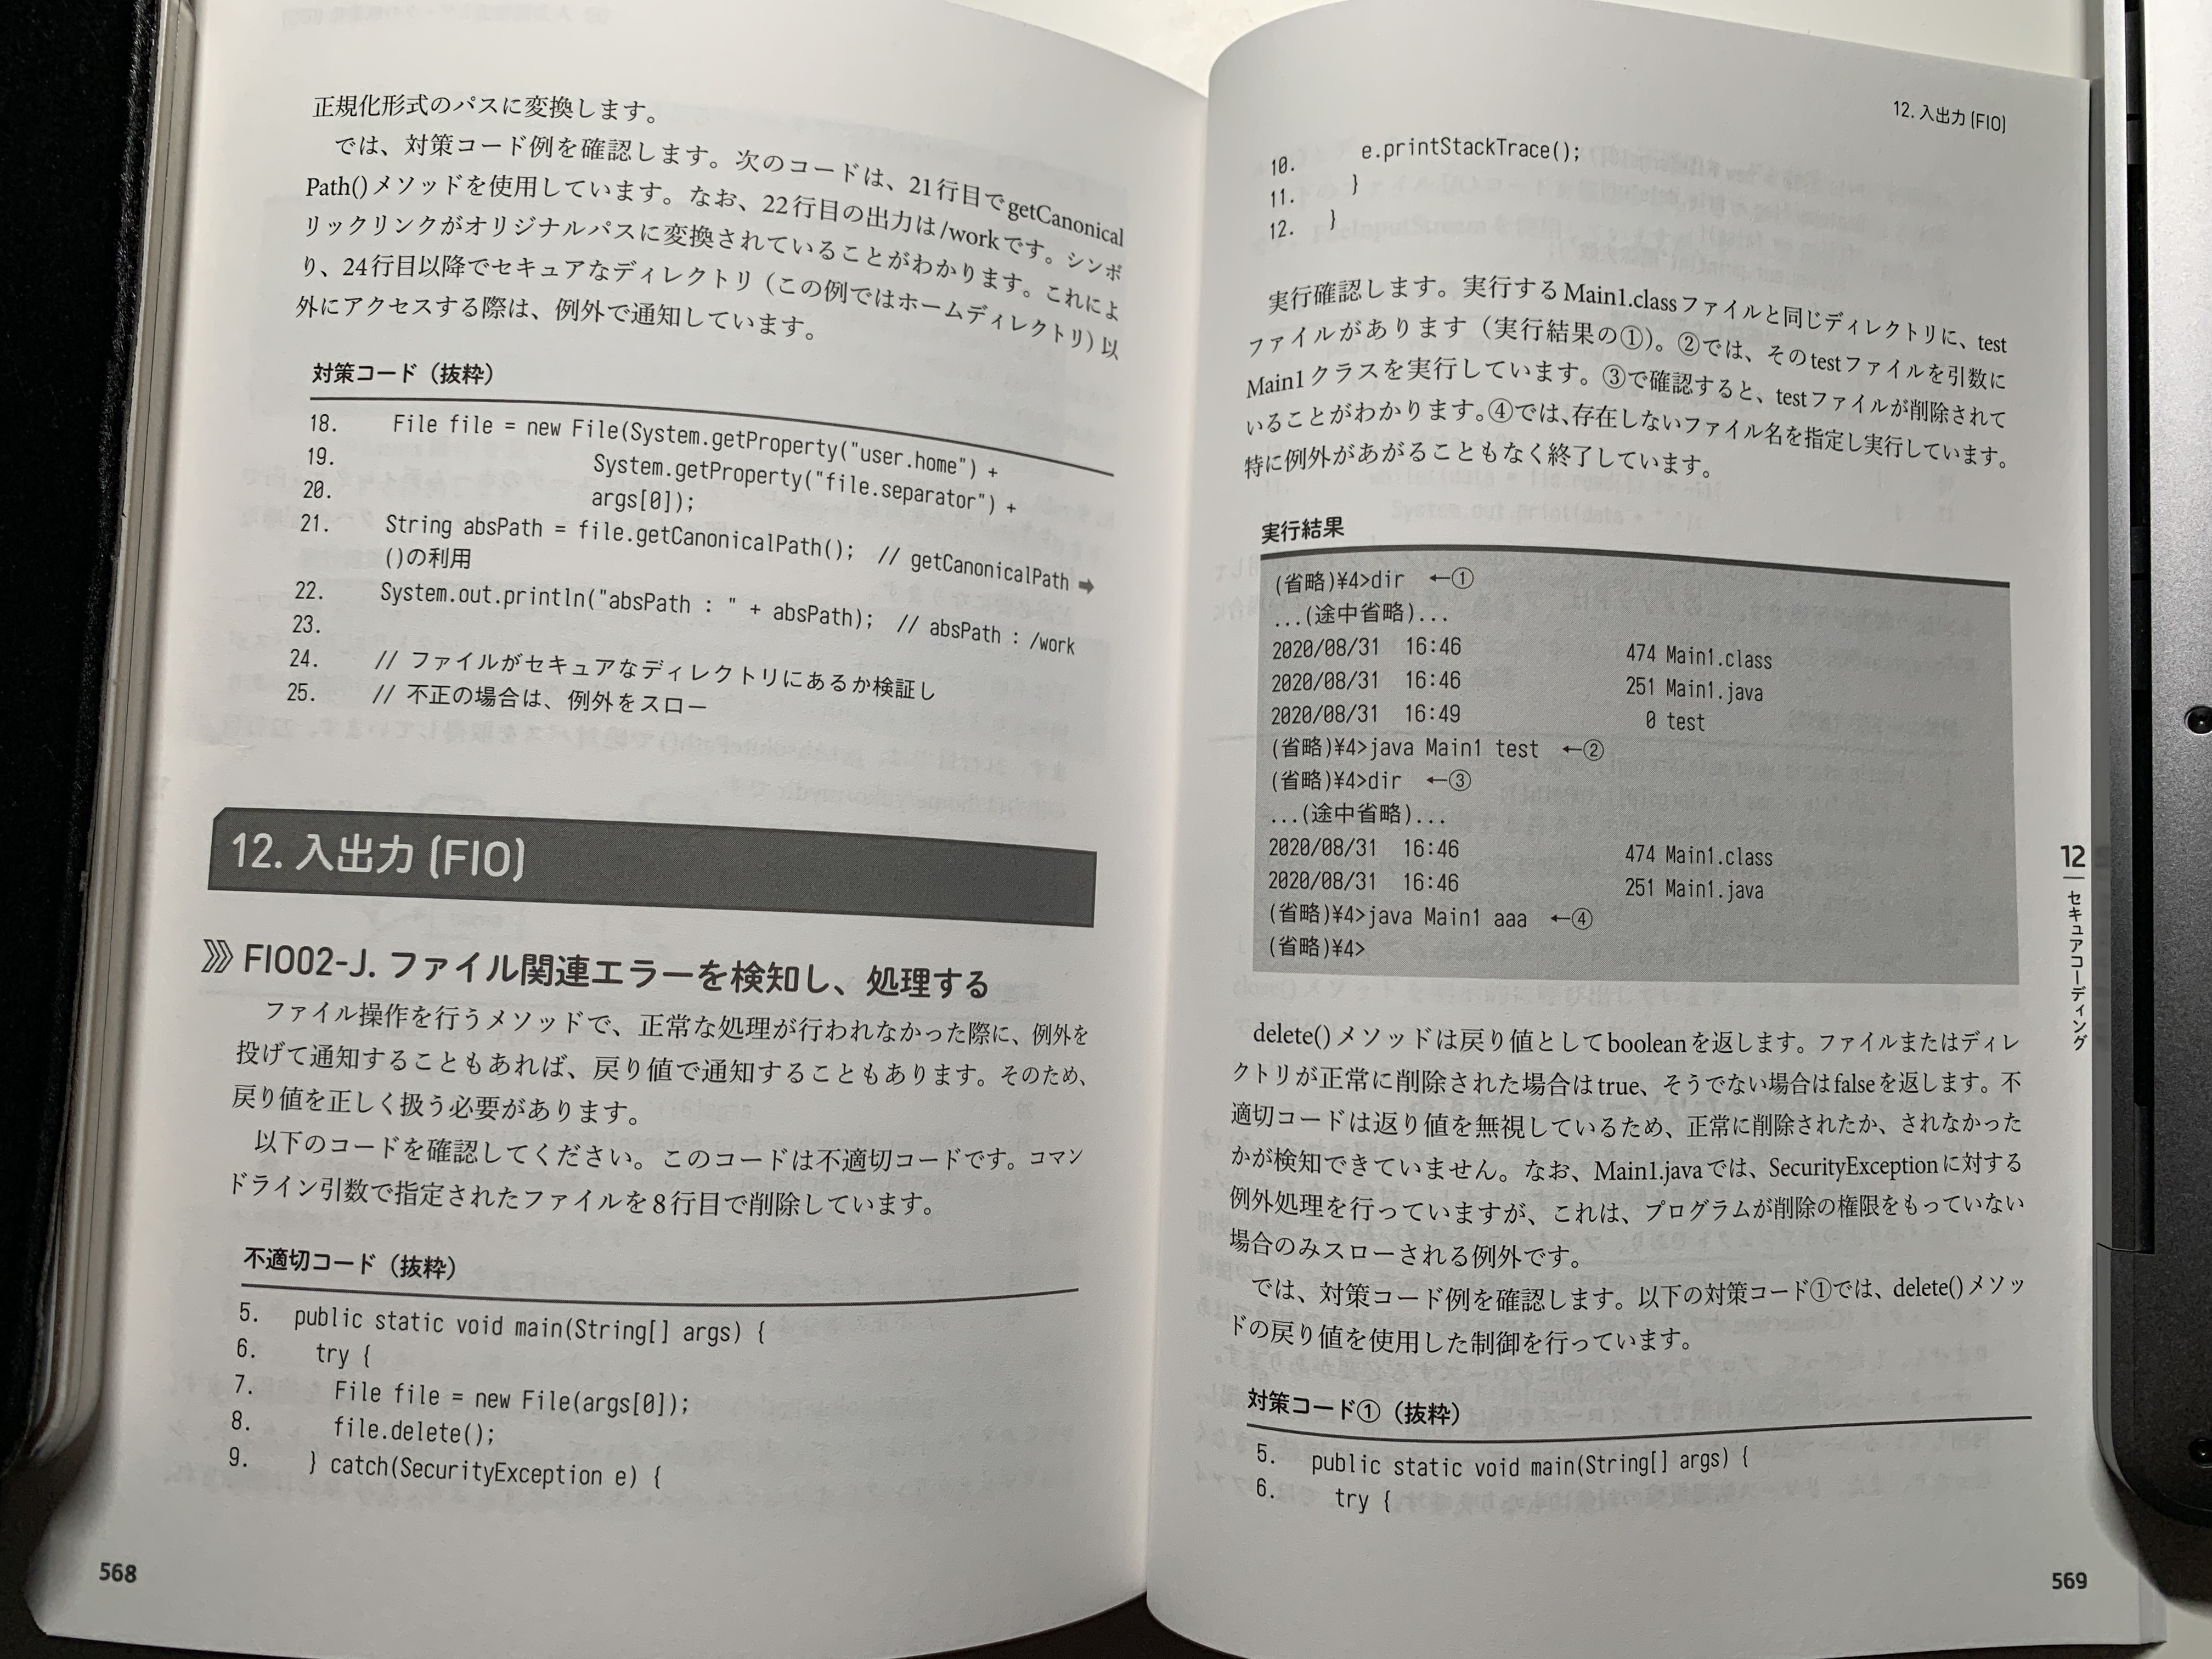 正規化形式のパスに変換します。
では、対策コード例を確認します。次のコードは、21行目でgetCanonical
Path()メソッドを使用しています。なお、22行目の出力は/workです。シンボ
リックリンクがオリジナルパスに変換されていることがわかります。これによ
り、24行目以降でセキュアなディレクトリ（この例ではホームディレクトリ）以
外にアクセスする際は、例外で通知しています。
対策コード（抜粋）
18. File file = new File(System.getProperty("user.home") +
19. System.getProperty("file.separator") +
20. args[0]);
21. String absPath = file.getCanonicalPath(); // getCanonicalPath ➡
()の利用
22. System.out.println("absPath : " + absPath); // absPath : /work
23.
24. // ファイルがセキュアなディレクトリにあるか検証し
25. // 不正の場合は、例外をスロー
12. 入出力 (FIO)
FIO02-J. ファイル関連エラーを検知し、処理する
ファイル操作を行うメソッドで、正常な処理が行われなかった際に、例外を
投げて通知することもあれば、戻り値で通知することもあります。そのため、
戻り値を正しく扱う必要があります。
以下のコードを確認してください。このコードは不適切コードです。コマン
ドライン引数で指定されたファイルを8行目で削除しています。
不適切コード（抜粋）
5. public static void main(String[] args) {
6. try {
7. File file = new File(args[0]);
8. file.delete();
9. } catch(SecurityException e) {
568
12. 入出力 (FIO)
10. e.printStackTrace();
11. }
12. }
実行確認します。実行するMain1.classファイルと同じディレクトリに、test
ファイルがあります（実行結果の①）。②では、そのtestファイルを引数に
Main1クラスを実行しています。③で確認すると、testファイルが削除されて
いることがわかります。④では、存在しないファイル名を指定し実行しています。
特に例外があがることもなく終了しています。
実行結果
(省略)¥4>dir ←①
...(途中省略)...
2020/08/31 16:46 474 Main1.class
2020/08/31 16:46 251 Main1.java
2020/08/31 16:49 0 test
(省略)¥4>java Main1 test ←②
(省略)¥4>dir ←③
...(途中省略)...
2020/08/31 16:46 474 Main1.class
2020/08/31 16:46 251 Main1.java
(省略)¥4>java Main1 aaa ←④
(省略)¥4>
delete()メソッドは戻り値としてbooleanを返します。ファイルまたはディレ
クトリが正常に削除された場合はtrue、そうでない場合はfalseを返します。不
適切コードは返り値を無視しているため、正常に削除されたか、されなかった
かが検知できていません。なお、Main1.javaでは、SecurityExceptionに対する
例外処理を行っていますが、これは、プログラムが削除の権限をもっていない
場合のみスローされる例外です。
では、対策コード例を確認します。以下の対策コード①では、delete()メソッ
ドの戻り値を使用した制御を行っています。
対策コード①（抜粋）
5. public static void main(String[] args) {
6. try {
12
セキュアコーディング
569